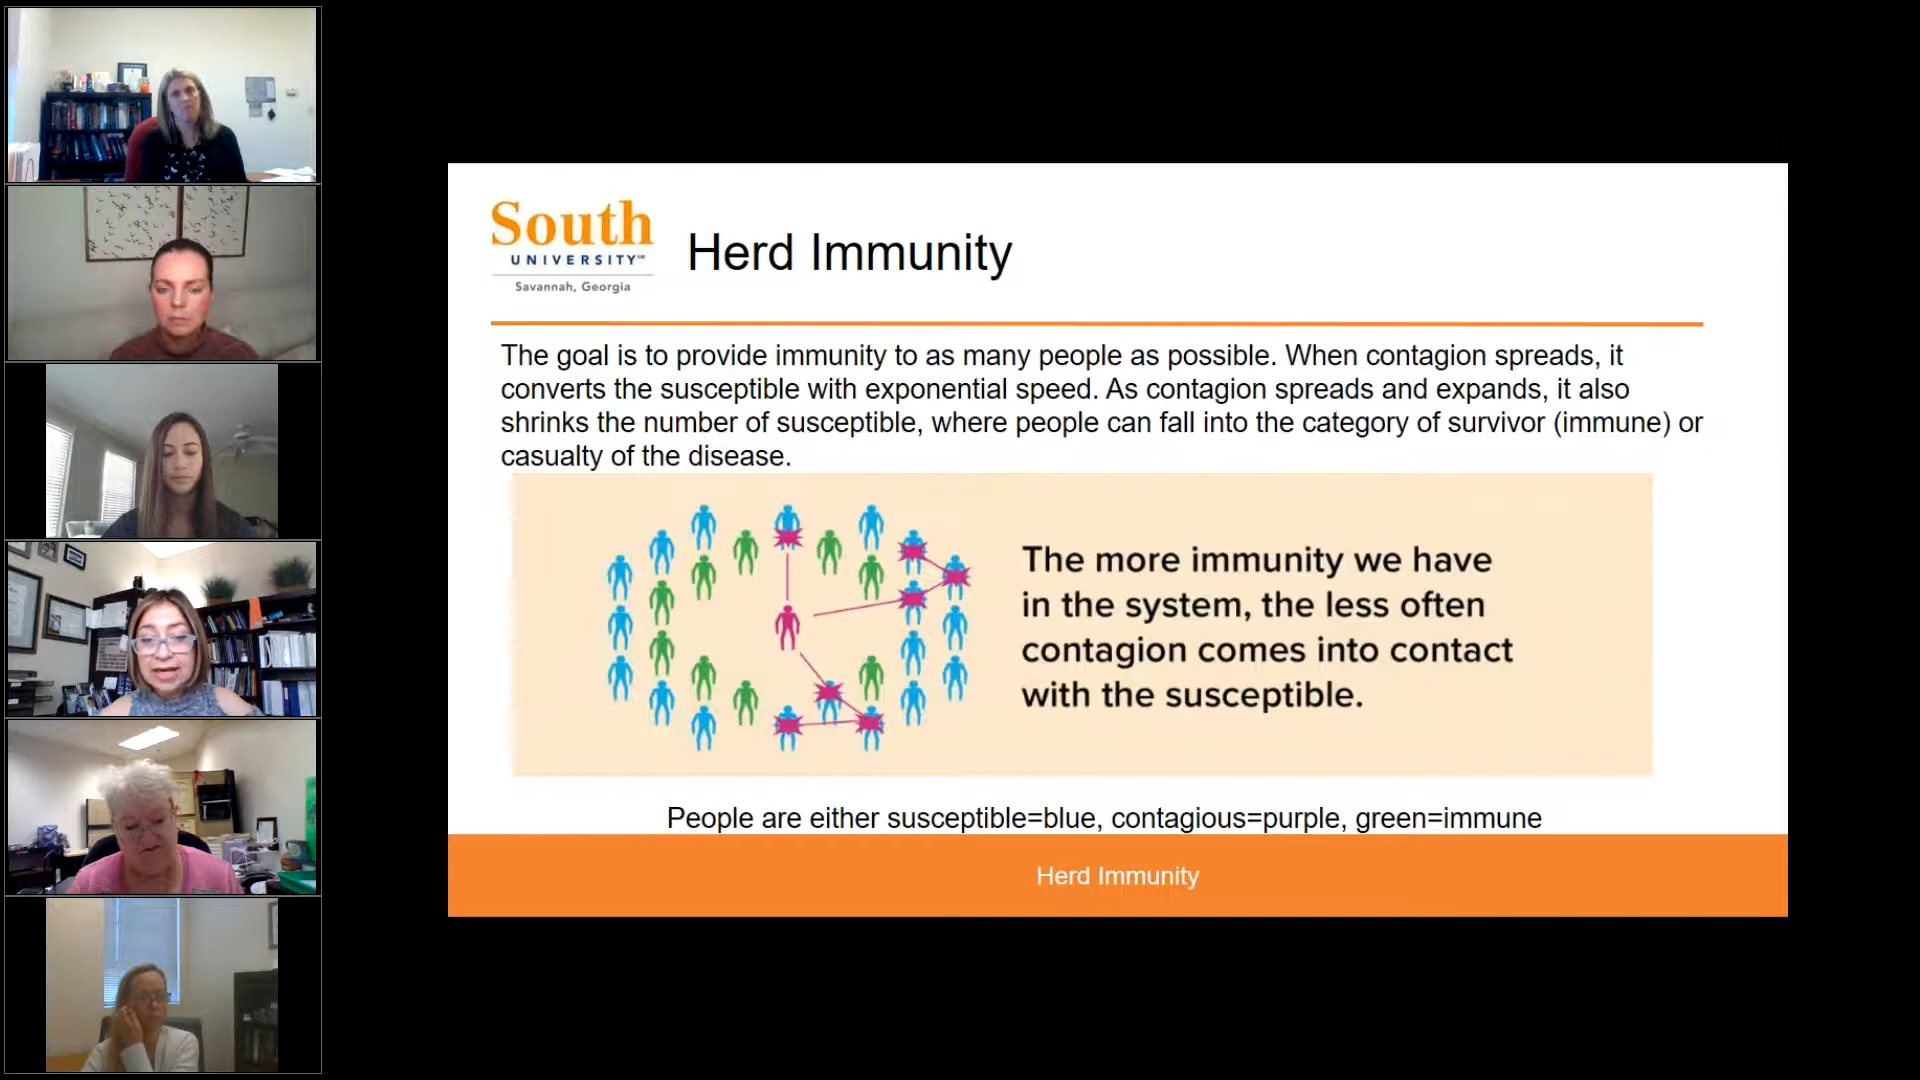 South
UNIVERSITY℠
Savannah, Georgia
Herd Immunity
The goal is to provide immunity to as many people as possible. When contagion spreads, it
converts the susceptible with exponential speed. As contagion spreads and expands, it also
shrinks the number of susceptible, where people can fall into the category of survivor (immune) or
casualty of the disease.
The more immunity we have
in the system, the less often
contagion comes into contact
with the susceptible.
People are either susceptible=blue, contagious=purple, green=immune
Herd Immunity